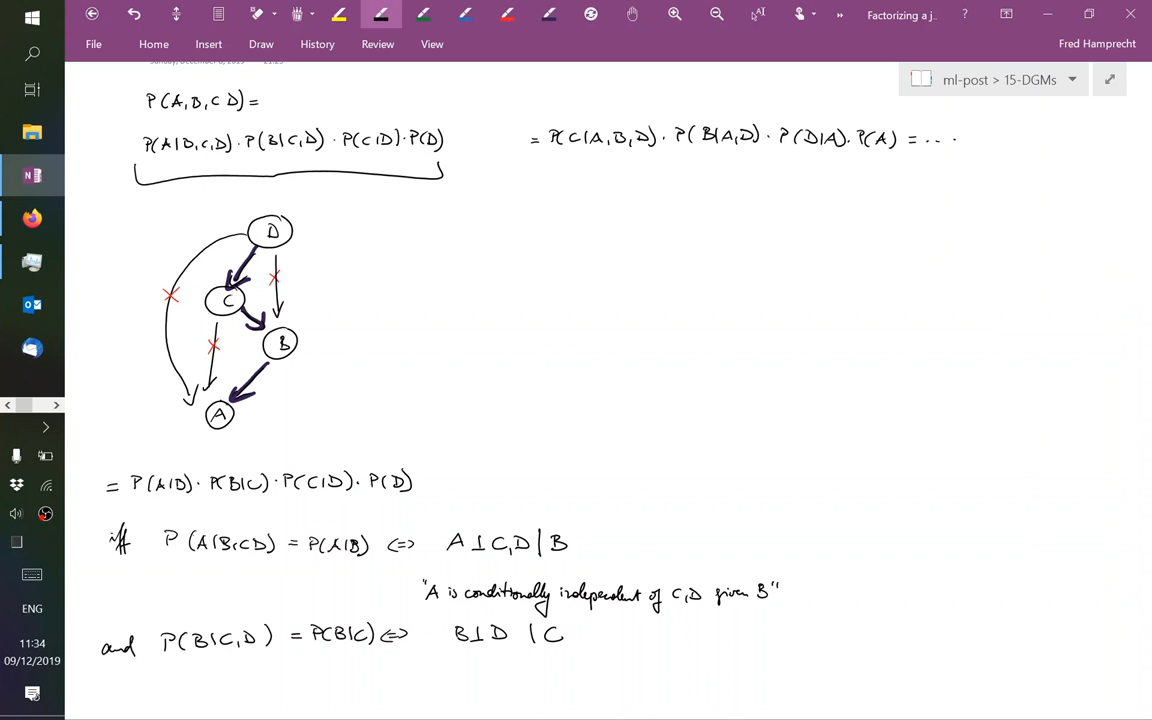 Factorizing a j...
File Home Insert Draw History Review View
Fred Hamprecht
ml-post > 15-DGMs
P(A,B,C D) =
P(A|B,C,D) · P(B|C,D) · P(C|D) · P(D)
= P(C|A,B,D) · P(B|A,D) · P(D|A) · P(A) = ....
D
C
B
A
= P(A|D) · P(B|C) · P(C|D) · P(D)
iff P(A|B,CD) = P(A|B) <=> A ⊥ C,D | B
"A is conditionally independent of C,D given B"
and P(B|C,D) = P(B|C) <=> B ⊥ D | C
ENG
11:34
09/12/2019